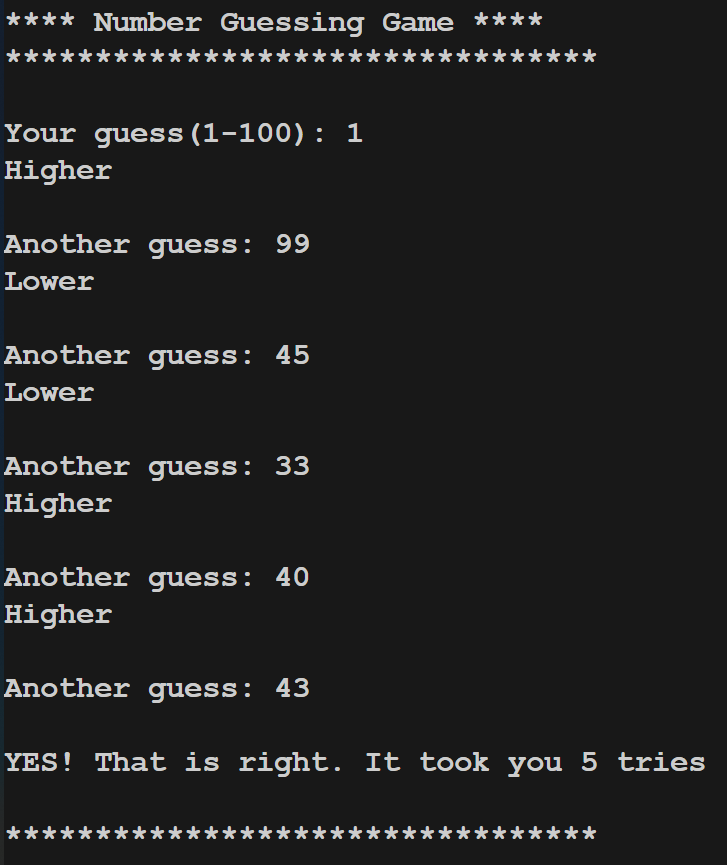 **** Number Guessing Game ****
*********************************
Your guess(1-100): 1
Higher
Another guess: 99
Lower
Another guess: 45
Lower
Another guess: 33
Higher
Another guess: 40
Higher
Another guess: 43
YES! That is right. It took you 5 tries
*********************************